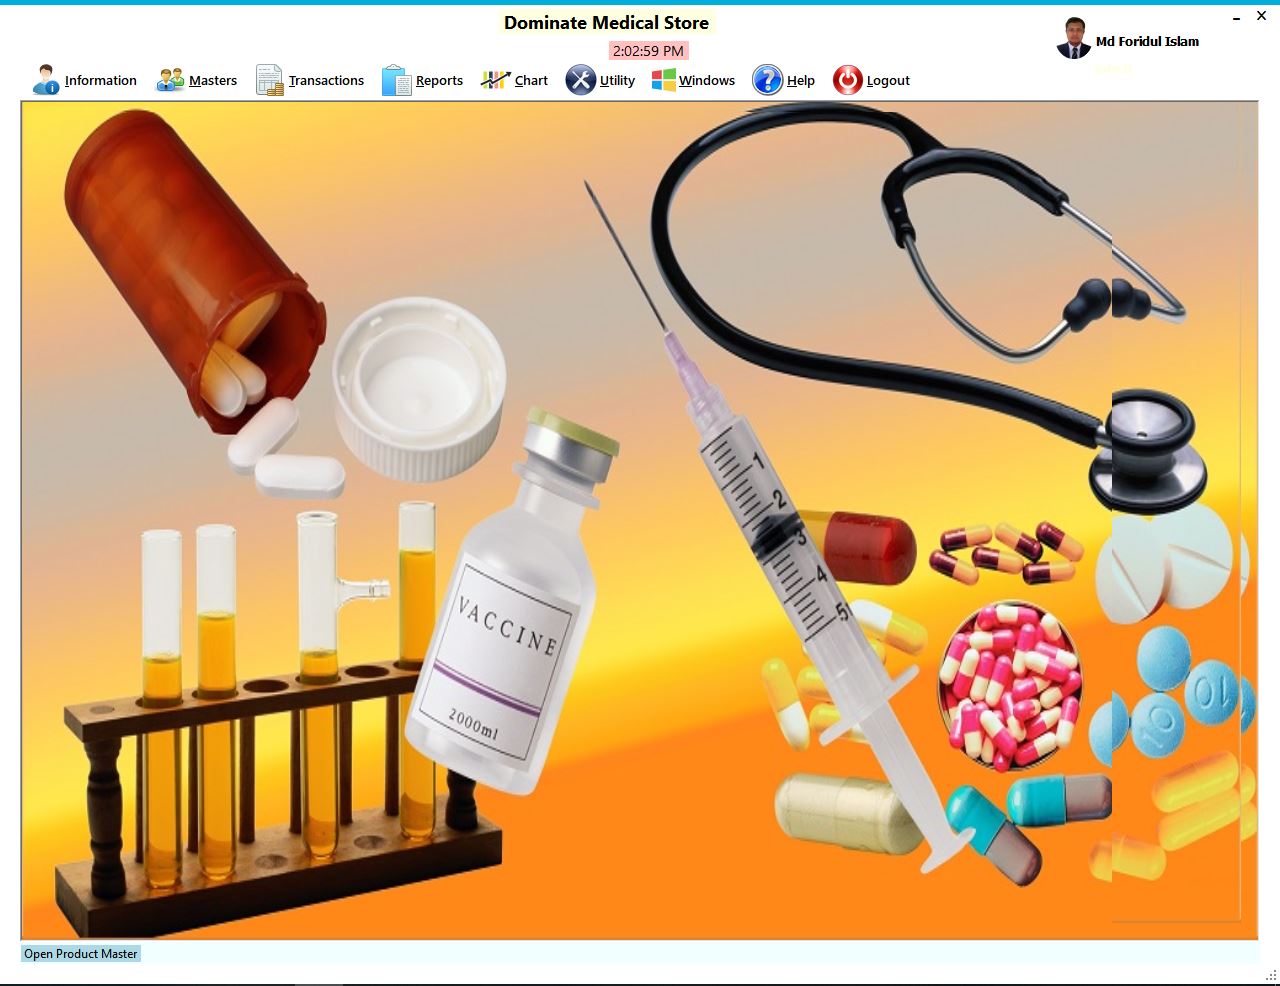 Dominate Medical Store
2:02:59 PM
Md Foridul Islam
Information Masters Transactions Reports Chart Utility Windows Help Logout
1
2
3
4
5
VACCINE
2000ml
10
10
Open Product Master